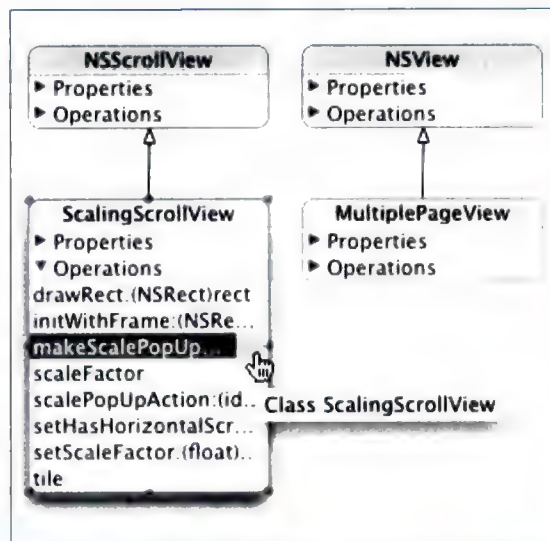 NSScrollView
Properties
Operations
NSView
Properties
Operations
ScalingScrollView
Properties
Operations
drawRect:(NSRect)rect
initWithFrame:(NSRe...
makeScalePopUp...
scaleFactor
scalePopUpAction:(id...
setHasHorizontalScr...
setScaleFactor:(float)...
tile
MultiplePageView
Properties
Operations
Class ScalingScrollView